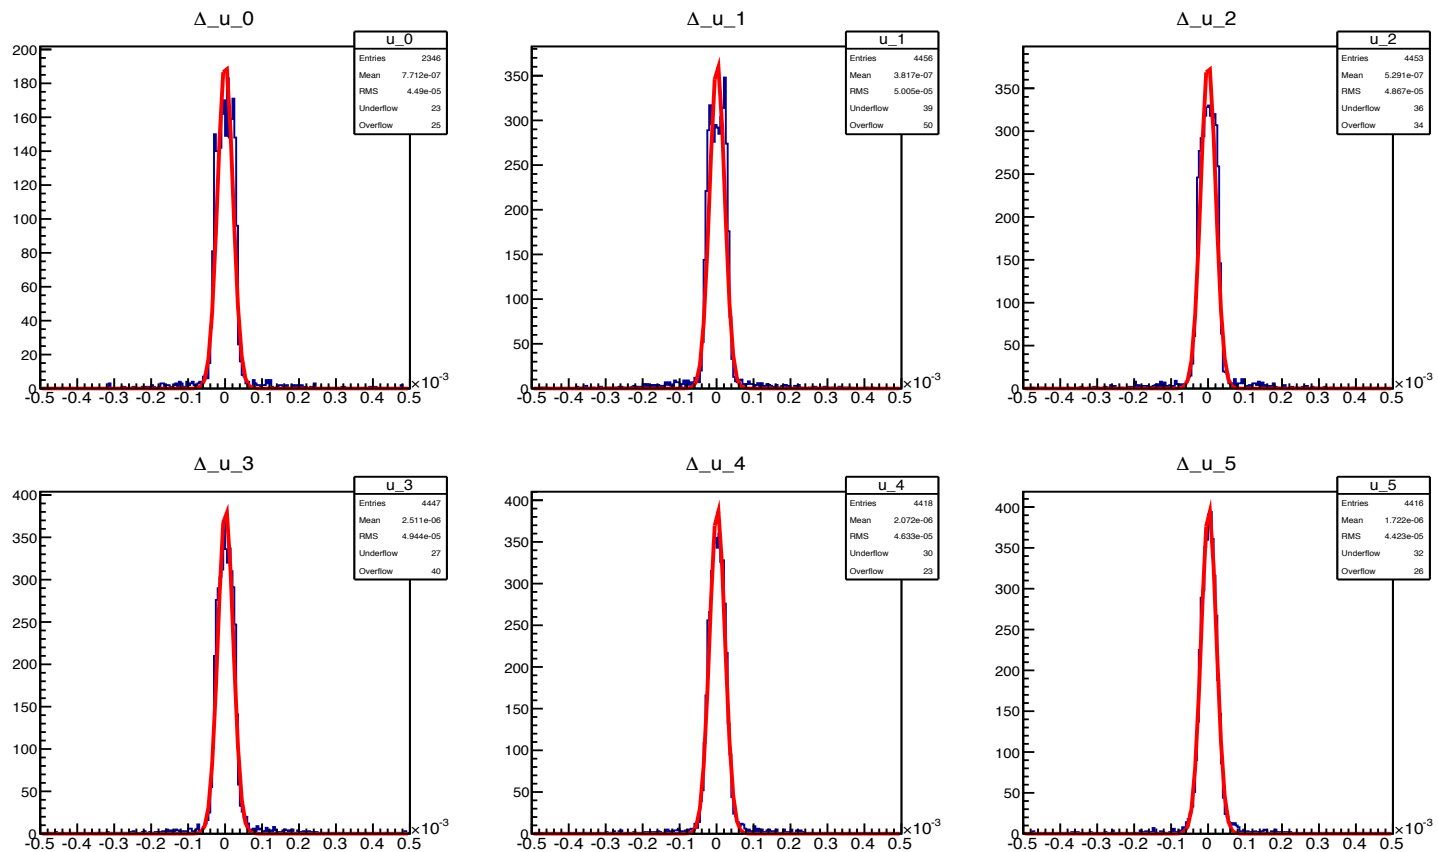 Δ_u_0
u_0
Entries 2346
Mean 7.712e-07
RMS 4.49e-05
Underflow 23
Overflow 25
200
180
160
140
120
100
80
60
40
20
0
-0.5 -0.4 -0.3 -0.2 -0.1 0 0.1 0.2 0.3 0.4 0.5
×10-3
Δ_u_1
u_1
Entries 4456
Mean 3.817e-07
RMS 5.005e-05
Underflow 39
Overflow 50
350
300
250
200
150
100
50
0
-0.5 -0.4 -0.3 -0.2 -0.1 0 0.1 0.2 0.3 0.4 0.5
×10-3
Δ_u_2
u_2
Entries 4453
Mean 5.291e-07
RMS 4.867e-05
Underflow 36
Overflow 34
350
300
250
200
150
100
50
0
-0.5 -0.4 -0.3 -0.2 -0.1 0 0.1 0.2 0.3 0.4 0.5
×10-3
Δ_u_3
u_3
Entries 4447
Mean 2.511e-06
RMS 4.944e-05
Underflow 27
Overflow 40
400
350
300
250
200
150
100
50
0
-0.5 -0.4 -0.3 -0.2 -0.1 0 0.1 0.2 0.3 0.4 0.5
×10-3
Δ_u_4
u_4
Entries 4418
Mean 2.072e-06
RMS 4.633e-05
Underflow 30
Overflow 23
400
350
300
250
200
150
100
50
0
-0.5 -0.4 -0.3 -0.2 -0.1 0 0.1 0.2 0.3 0.4 0.5
×10-3
Δ_u_5
u_5
Entries 4416
Mean 1.722e-06
RMS 4.423e-05
Underflow 32
Overflow 26
400
350
300
250
200
150
100
50
0
-0.5 -0.4 -0.3 -0.2 -0.1 0 0.1 0.2 0.3 0.4 0.5
×10-3